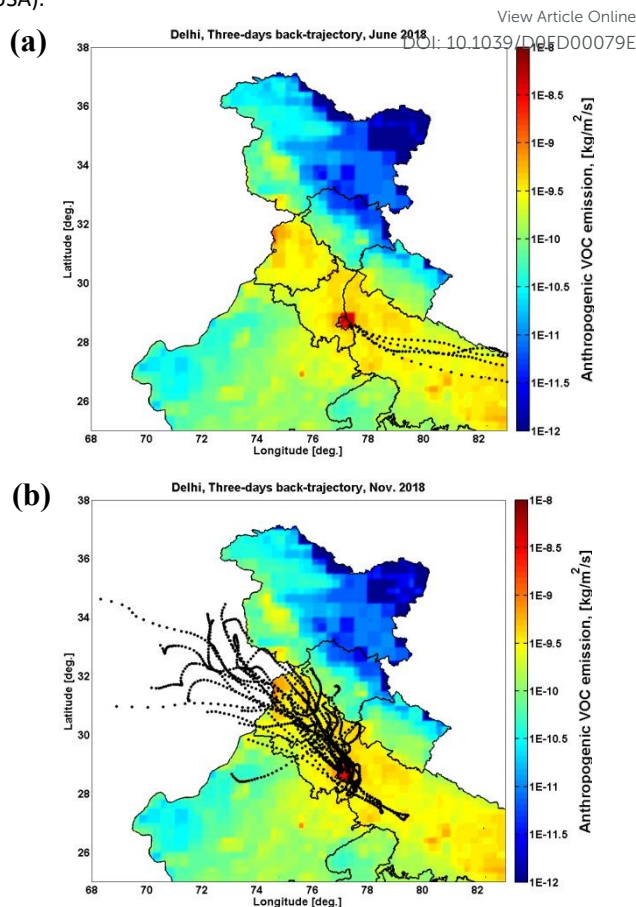 USA).
View Article Online
DOI: 10.1039/D0FD00079E
(a)
Delhi, Three-days back-trajectory, June 2018
38
36
34
32
30
28
26
68 70 72 74 76 78 80 82
Latitude [deg.]
Longitude [deg.]
1E-8
1E-8.5
1E-9
1E-9.5
1E-10
1E-10.5
1E-11
1E-11.5
1E-12
Anthropogenic VOC emission, [kg/m²/s]
(b)
Delhi, Three-days back-trajectory, Nov. 2018
38
36
34
32
30
28
26
68 70 72 74 76 78 80 82
Latitude [deg.]
Longitude [deg.]
1E-8
1E-8.5
1E-9
1E-9.5
1E-10
1E-10.5
1E-11
1E-11.5
1E-12
Anthropogenic VOC emission, [kg/m²/s]